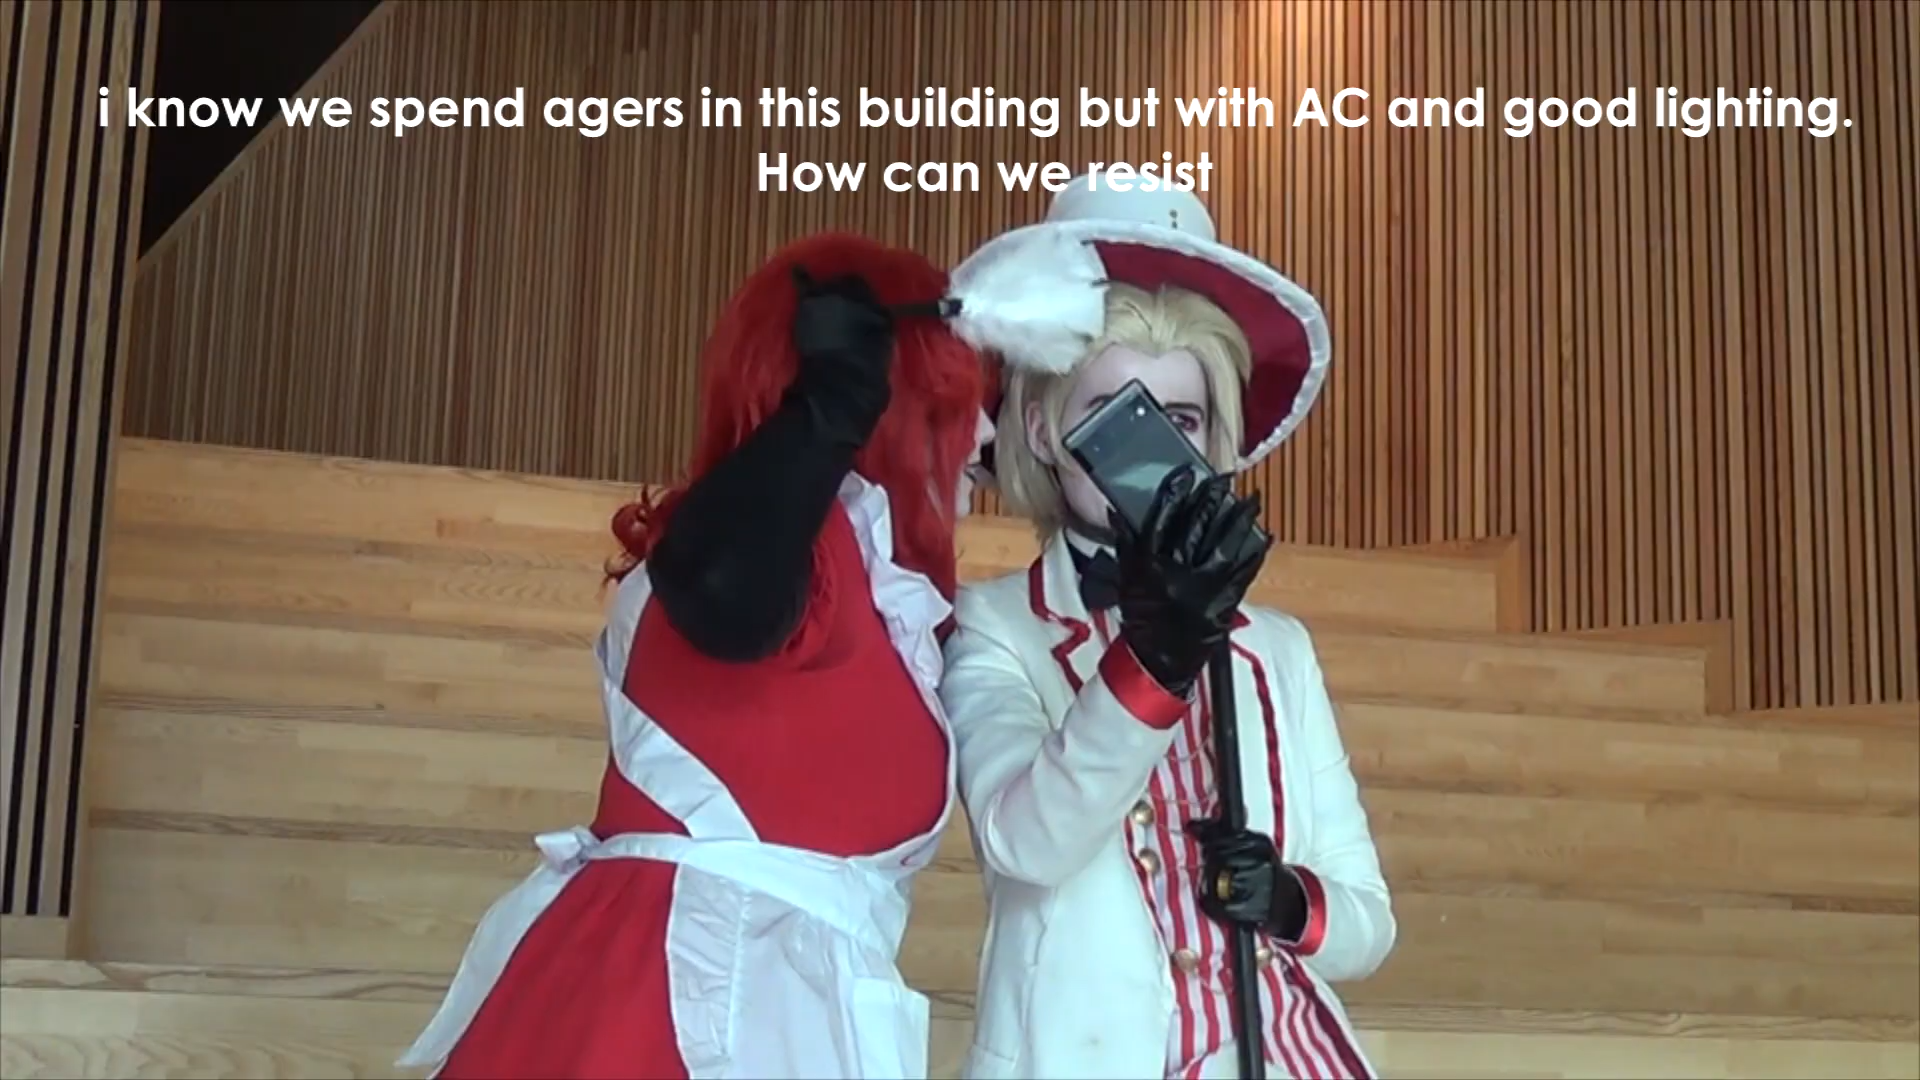 i know we spend agers in this building but with AC and good lighting.
How can we resist